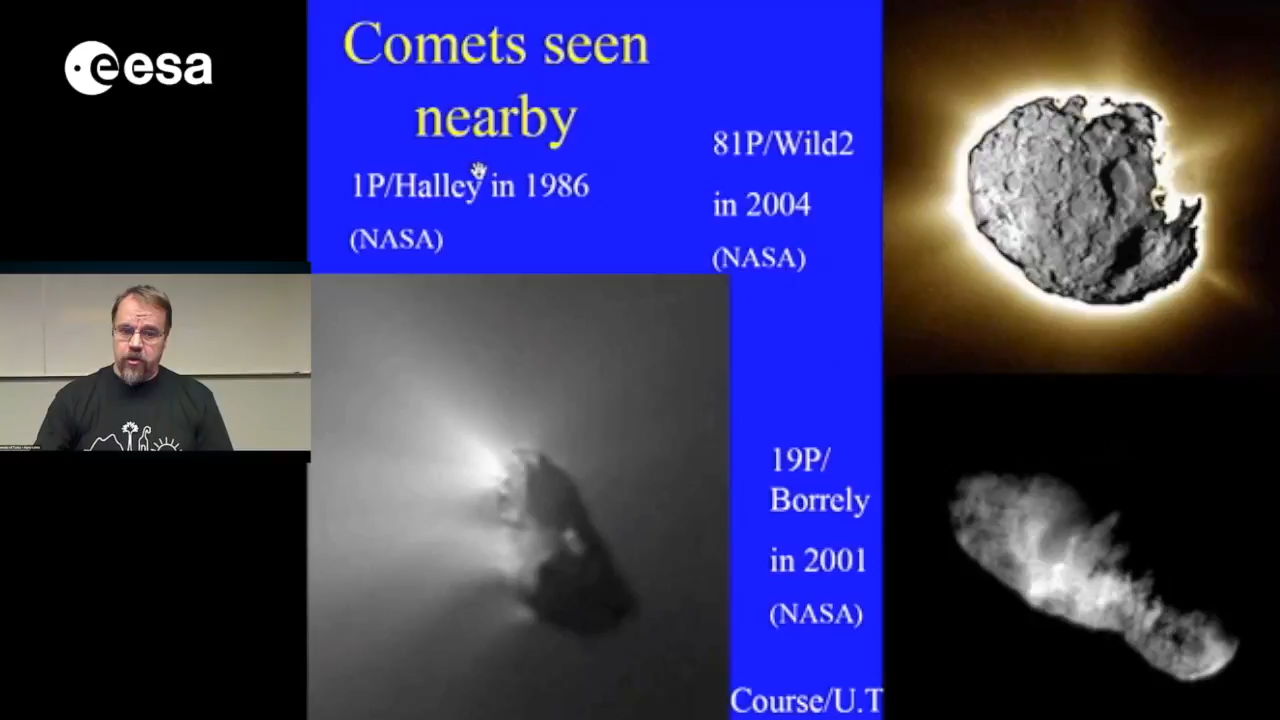 esa
Comets seen
nearby
1P/Halley in 1986
(NASA)
81P/Wild2
in 2004
(NASA)
19P/
Borrely
in 2001
(NASA)
Course/U.T